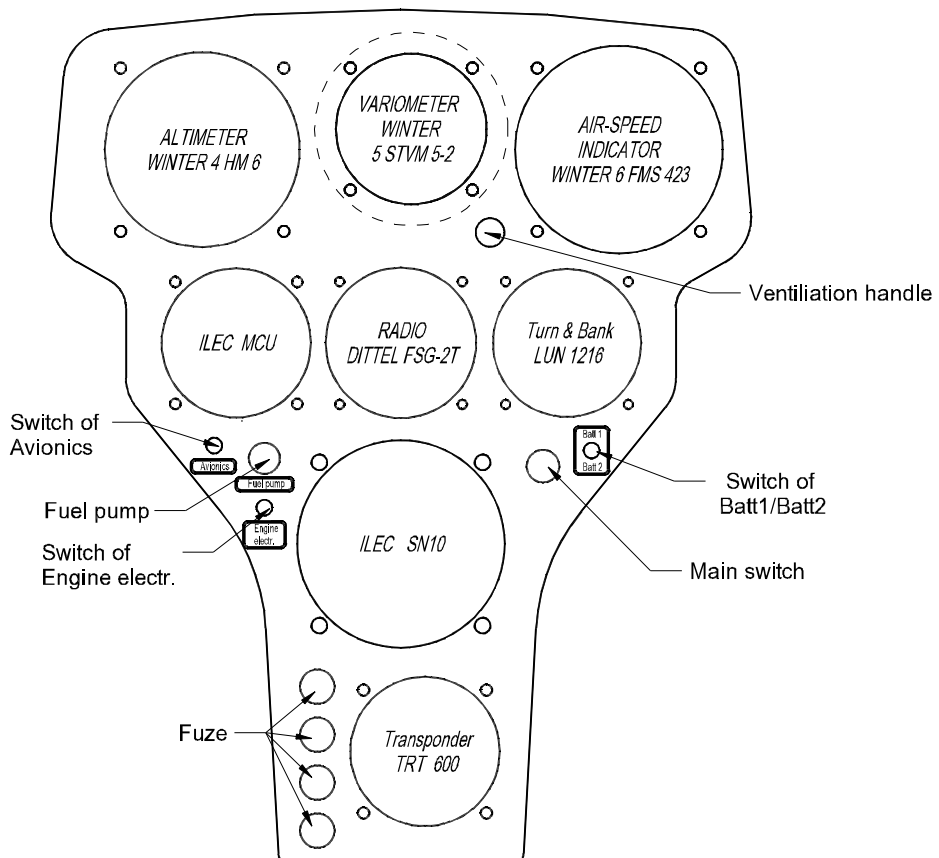 VARIOMETER
WINTER
5 STVM 5-2
ALTIMETER
WINTER 4 HM 6
AIR-SPEED
INDICATOR
WINTER 6 FMS 423
Ventiliation handle
ILEC MCU
RADIO
DITTEL FSG-2T
Turn & Bank
LUN 1216
Switch of
Avionics
Avionics
Fuel pump
Fuel pump
Engine
electr.
Switch of
Engine electr.
Batt 1
Batt 2
Switch of
Batt1/Batt2
Main switch
ILEC SN10
Fuze
Transponder
TRT 600